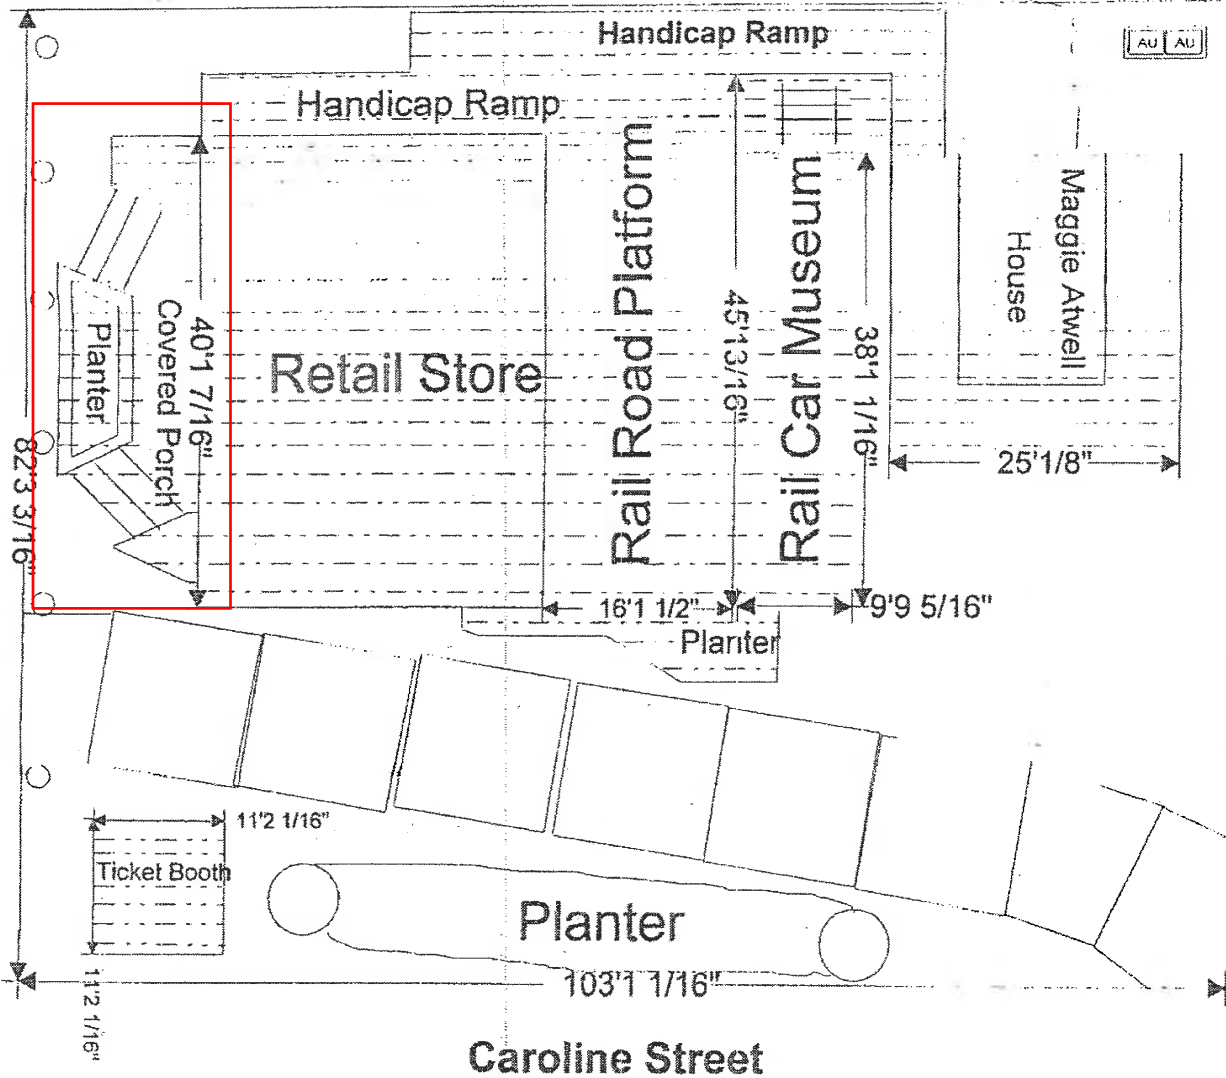 Handicap Ramp
AU AU
Handicap Ramp
Rail Road Platform
Rail Car Museum
Maggie Atwell
House
Planter
Covered Porch
40'1 7/16"
Retail Store
45'13/16"
38'1 1/16"
25'1/8"
82'3 3/16"
16'1 1/2"
9'9 5/16"
Planter
11'2 1/16"
Ticket Booth
Planter
11'2 1/16"
103'1 1/16"
Caroline Street